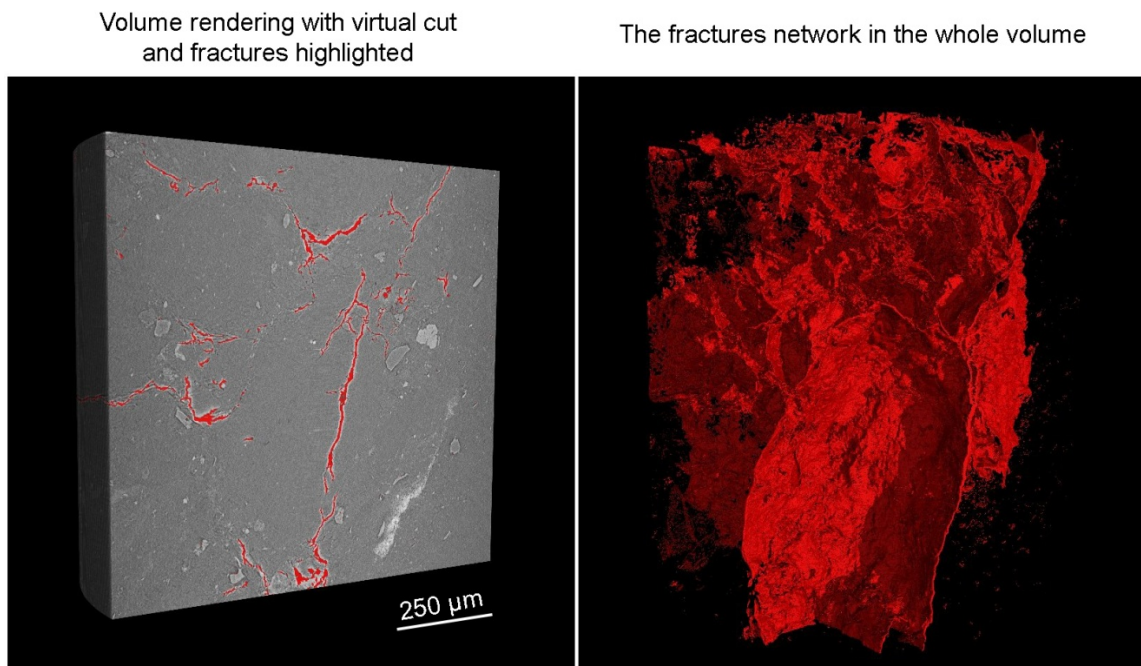 Volume rendering with virtual cut
and fractures highlighted
The fractures network in the whole volume
250 µm